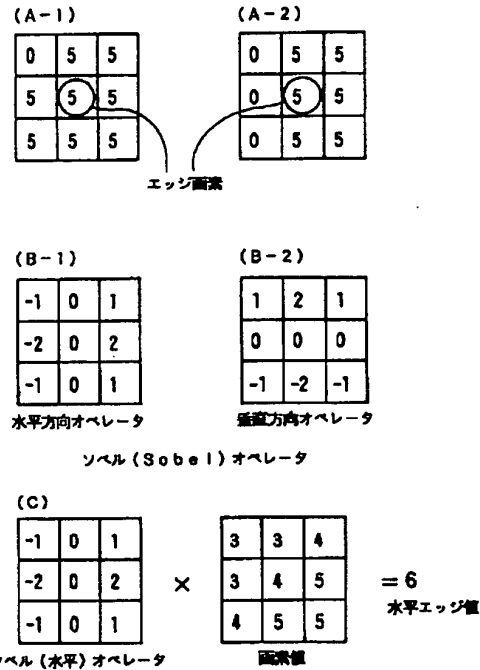 (A-1)
(A-2)
0 5 5
5 5 5
5 5 5
0 5 5
0 5 5
0 5 5
エッジ画素
(B-1)
(B-2)
-1 0 1
-2 0 2
-1 0 1
1 2 1
0 0 0
-1 -2 -1
水平方向オペレータ
垂直方向オペレータ
ソベル(Sobel)オペレータ
(C)
-1 0 1
-2 0 2
-1 0 1
×
3 3 4
3 4 5
4 5 5
=6
水平エッジ値
ソベル(水平)オペレータ
画素値